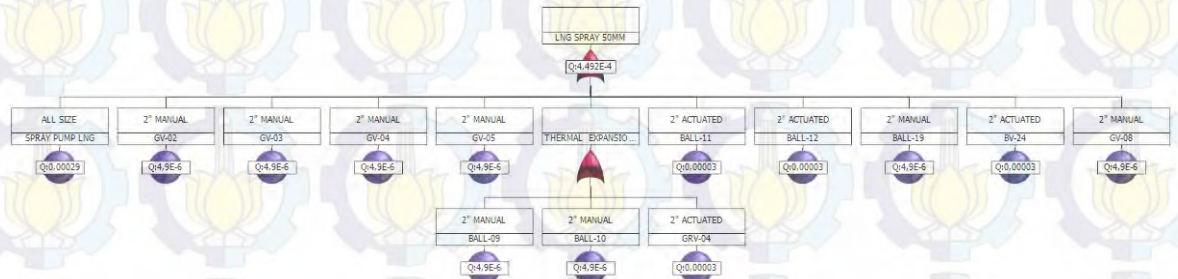 LNG SPRAY 50MM
Q:4,492E-4
ALL SIZE
SPRAY PUMP LNG
Q:0,00029
2" MANUAL
GV-02
Q:4,9E-6
2" MANUAL
GV-03
Q:4,9E-6
2" MANUAL
GV-04
Q:4,9E-6
2" MANUAL
GV-05
Q:4,9E-6
THERMAL EXPANSIO...
2" ACTUATED
BALL-11
Q:0,00003
2" ACTUATED
BALL-12
Q:0,00003
2" MANUAL
BALL-19
Q:4,9E-6
2" ACTUATED
BV-24
Q:0,00003
2" MANUAL
GV-08
Q:4,9E-6
2" MANUAL
BALL-09
Q:4,9E-6
2" MANUAL
BALL-10
Q:4,9E-6
2" ACTUATED
GRV-04
Q:0,00003